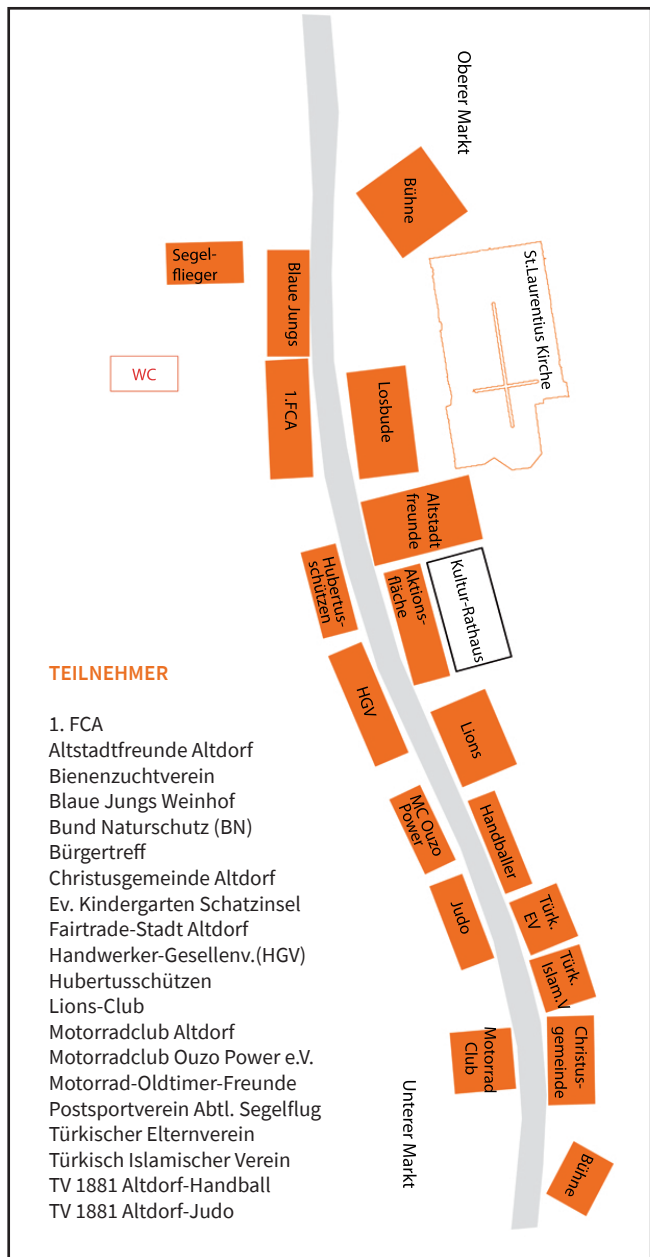 Oberer Markt
Bühne
St.Laurentius Kirche
Segel-
flieger
Blaue Jungs
WC
1.FCA
Losbude
Altstadt
freunde
Hubertus-
schützen
Aktions-
fläche
Kultur-Rathaus
HGV
Lions
MC Ouzo
Power
Handballer
Judo
Türk.
EV
Türk.
Islam.V
Motorrad
Club
Christus-
gemeinde
Unterer Markt
Bühne
TEILNEHMER
1. FCA
Altstadtfreunde Altdorf
Bienenzuchtverein
Blaue Jungs Weinhof
Bund Naturschutz (BN)
Bürgertreff
Christusgemeinde Altdorf
Ev. Kindergarten Schatzinsel
Fairtrade-Stadt Altdorf
Handwerker-Gesellenv.(HGV)
Hubertusschützen
Lions-Club
Motorradclub Altdorf
Motorradclub Ouzo Power e.V.
Motorrad-Oldtimer-Freunde
Postsportverein Abtl. Segelflug
Türkischer Elternverein
Türkisch Islamischer Verein
TV 1881 Altdorf-Handball
TV 1881 Altdorf-Judo